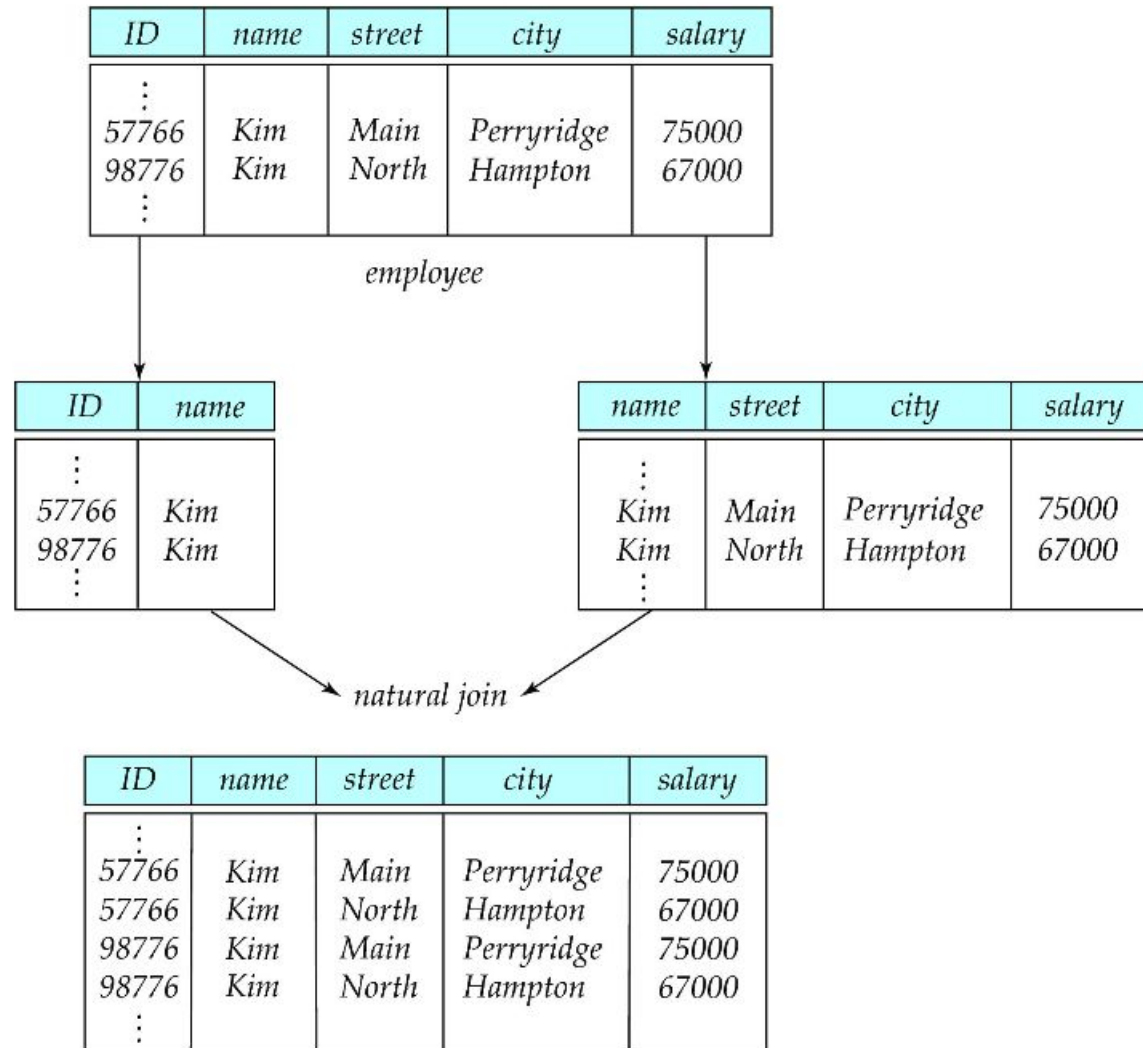 ID name street city salary
⋮
57766 Kim Main Perryridge 75000
98776 Kim North Hampton 67000
⋮
employee
ID name
⋮
57766 Kim
98776 Kim
⋮
name street city salary
⋮
Kim Main Perryridge 75000
Kim North Hampton 67000
⋮
natural join
ID name street city salary
⋮
57766 Kim Main Perryridge 75000
57766 Kim North Hampton 67000
98776 Kim Main Perryridge 75000
98776 Kim North Hampton 67000
⋮